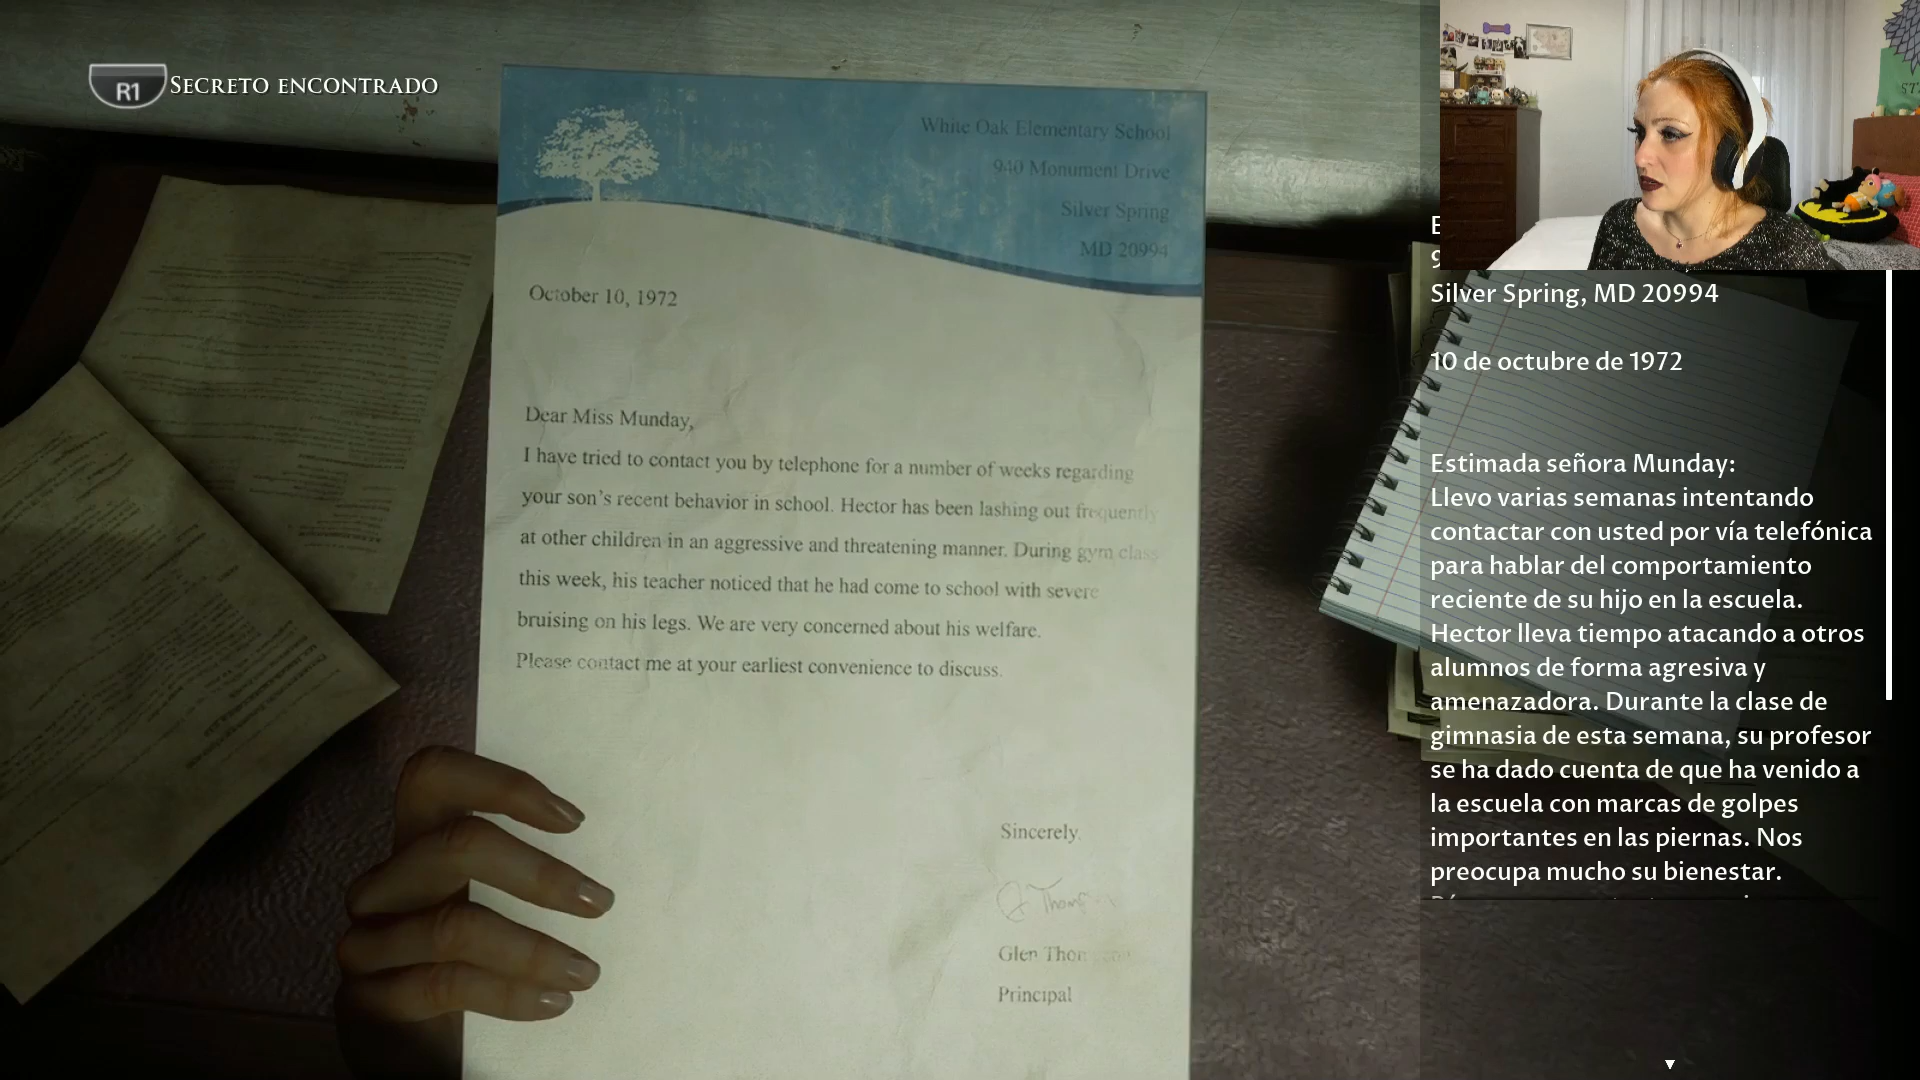 R1 SECRETO ENCONTRADO
White Oak Elementary School
940 Monument Drive
Silver Spring
MD 20994
October 10, 1972
Dear Miss Munday,
I have tried to contact you by telephone for a number of weeks regarding
your son's recent behavior in school. Hector has been lashing out frequently
at other children in an aggressive and threatening manner. During gym class
this week, his teacher noticed that he had come to school with severe
bruising on his legs. We are very concerned about his welfare.
Please contact me at your earliest convenience to discuss.
Sincerely,
Glen
Principal
Silver Spring, MD 20994
10 de octubre de 1972
Estimada señora Munday:
Llevo varias semanas intentando
contactar con usted por vía telefónica
para hablar del comportamiento
reciente de su hijo en la escuela.
Hector lleva tiempo atacando a otros
alumnos de forma agresiva y
amenazadora. Durante la clase de
gimnasia de esta semana, su profesor
se ha dado cuenta de que ha venido a
la escuela con marcas de golpes
importantes en las piernas. Nos
preocupa mucho su bienestar.